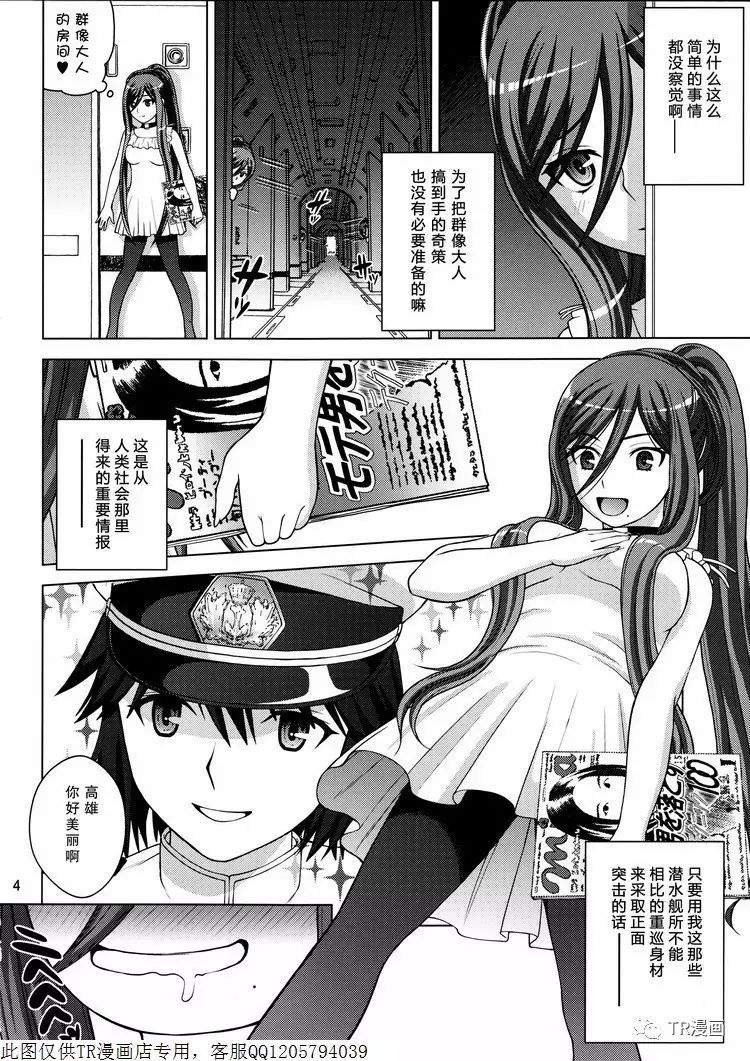 为什么这么
简单的事情
都没察觉啊
为了把群像大人
搞到手的奇策
也没有必要准备的嘛
群像大人
的房间♥
这是从
人类社会那里
得来的重要情报
モテ男を
高雄
你好美丽啊
100
只要用我这那些
潜水舰所不能
相比的重巡身材
来采取正面
突击的话
4
TR漫画
此图仅供TR漫画店专用，客服QQ1205794039